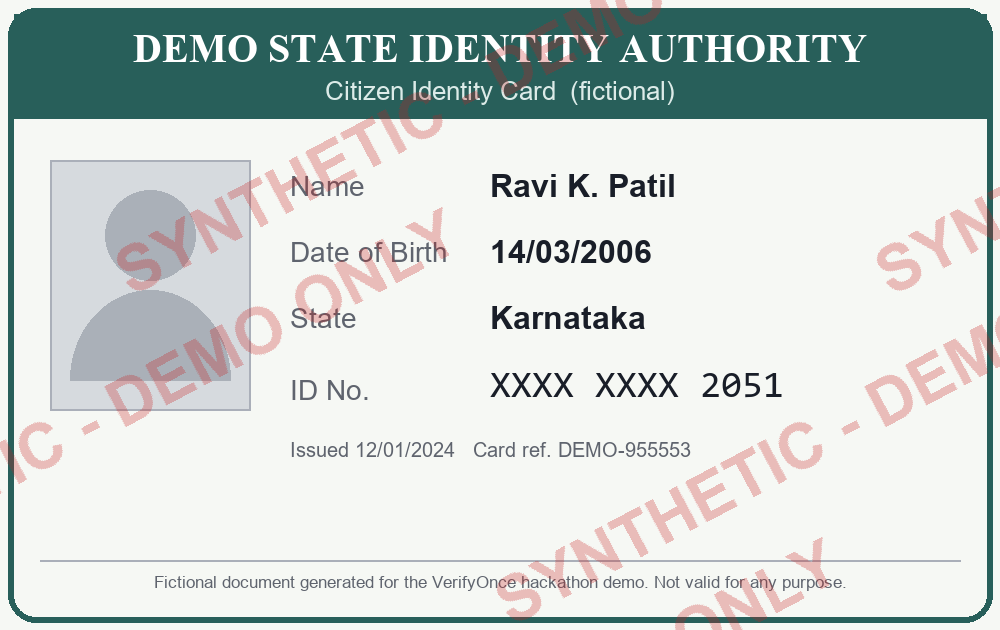 DEMO STATE IDENTITY AUTHORITY
Citizen Identity Card (fictional)
Name Ravi K. Patil
Date of Birth 14/03/2006
State Karnataka
ID No. XXXX XXXX 2051
Issued 12/01/2024 Card ref. DEMO-955553
Fictional document generated for the VerifyOnce hackathon demo. Not valid for any purpose.
SYNTHETIC - DEMO ONLY
SYNTHETIC - DEMO ONLY